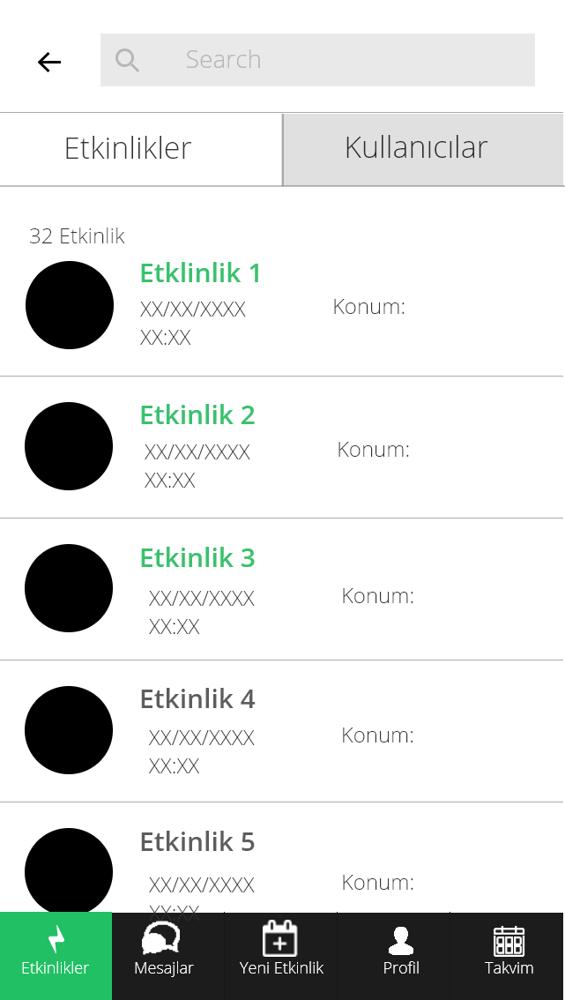 Search
Etkinlikler
Kullanıcılar
32 Etkinlik
Etklinlik 1
XX/XX/XXXX
XX:XX
Konum:
Etkinlik 2
XX/XX/XXXX
XX:XX
Konum:
Etkinlik 3
XX/XX/XXXX
XX:XX
Konum:
Etkinlik 4
XX/XX/XXXX
XX:XX
Konum:
Etkinlik 5
XX/XX/XXXX
XX:XX
Konum:
Etkinlikler
Mesajlar
Yeni Etkinlik
Profil
Takvim